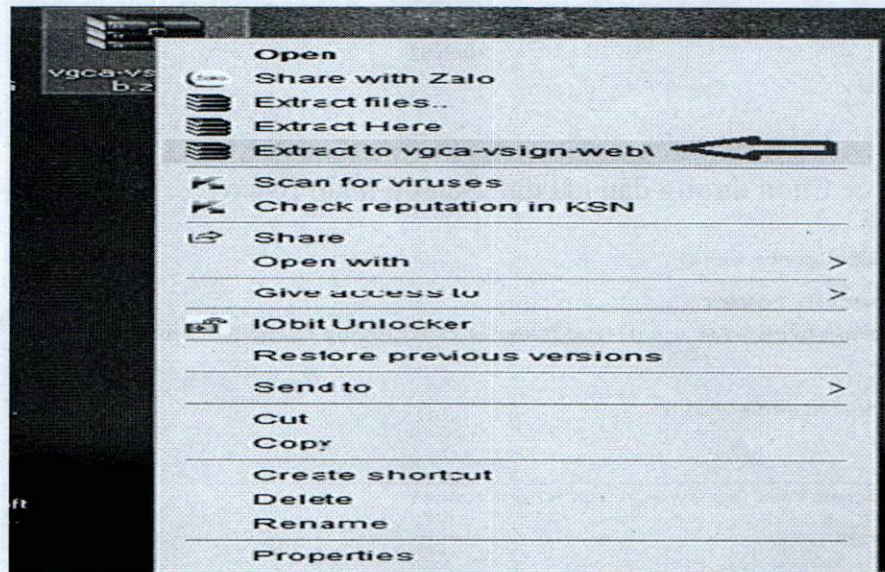 Open
vgca-vs
Share with Zalo
b.z
Extract files..
Extract Here
Extract to vgca-vsign-web\
Scan for viruses
Check reputation in KSN
Share
Open with >
Give access to >
IObit Unlocker
Restore previous versions
Send to >
Cut
Copy
Create shortcut
Delete
Rename
Properties